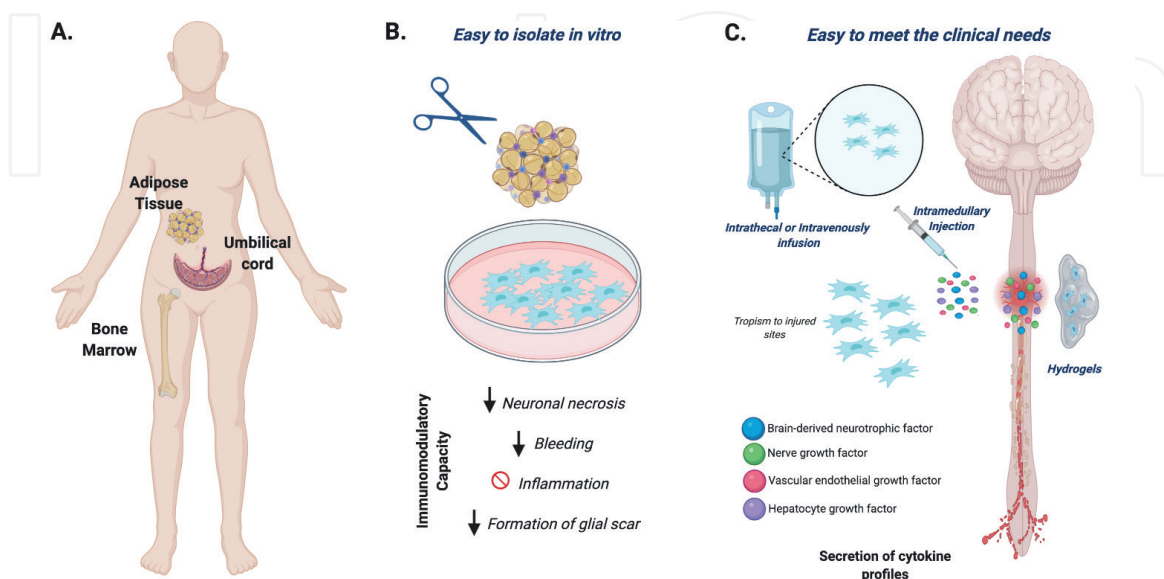 A.
Adipose
Tissue
Umbilical
cord
Bone
Marrow
B.
Easy to isolate in vitro
Immunomodulatory
Capacity
Neuronal necrosis
Bleeding
Inflammation
Formation of glial scar
C.
Easy to meet the clinical needs
Intrathecal or Intravenously
infusion
Intramedullary
Injection
Tropism to injured
sites
Hydrogels
Brain-derived neurotrophic factor
Nerve growth factor
Vascular endothelial growth factor
Hepatocyte growth factor
Secretion of cytokine
profiles